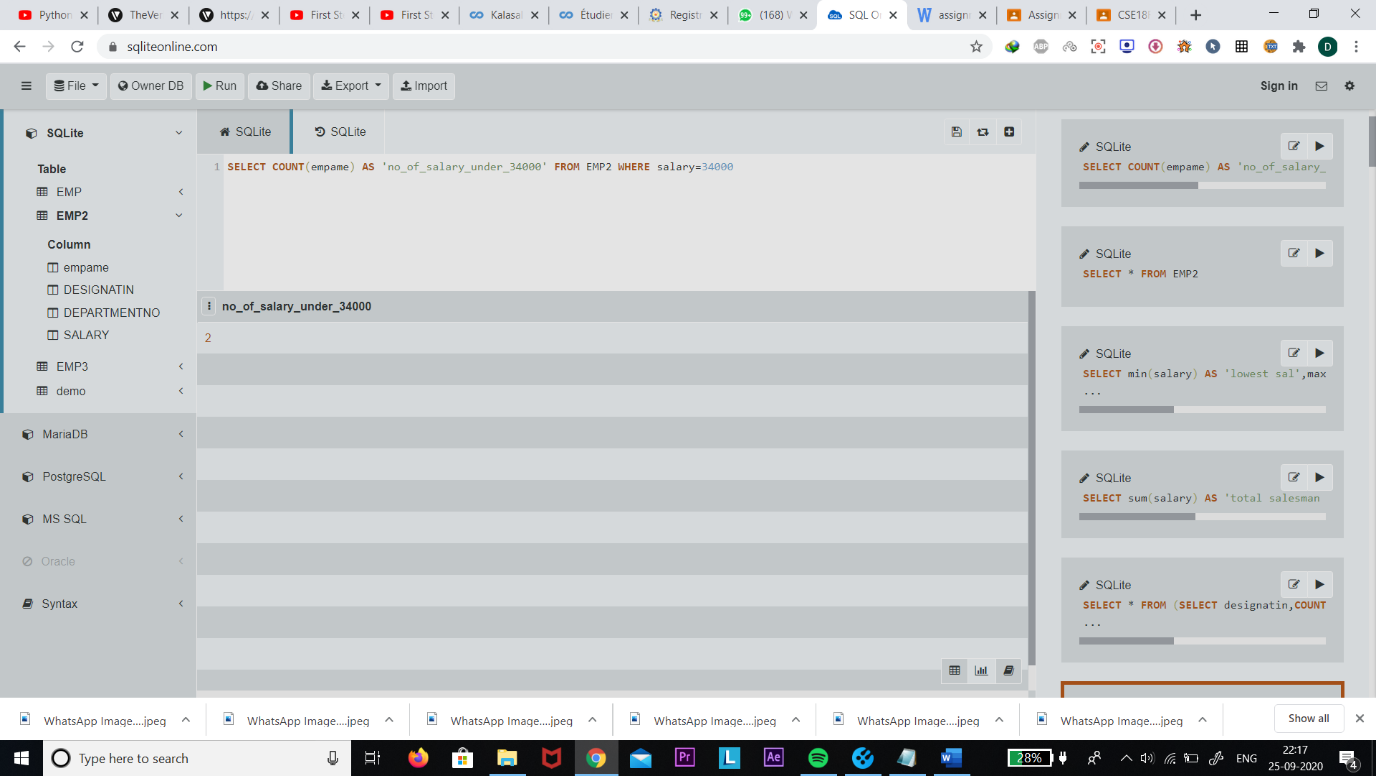 Python
TheVer
https:/
First St
First St
Kalasal
Étudier
Registr
(168) W
SQL On
assignn
Assign
CSE18R
sqliteonline.com
File
Owner DB
Run
Share
Export
Import
Sign in
SQLite
Table
EMP
EMP2
Column
empame
DESIGNATIN
DEPARTMENTNO
SALARY
EMP3
demo
MariaDB
PostgreSQL
MS SQL
Oracle
Syntax
SQLite
SQLite
1 SELECT COUNT(empame) AS 'no_of_salary_under_34000' FROM EMP2 WHERE salary=34000
no_of_salary_under_34000
2
SQLite
SELECT COUNT(empame) AS 'no_of_salary_
SQLite
SELECT * FROM EMP2
SQLite
SELECT min(salary) AS 'lowest sal',max
...
SQLite
SELECT sum(salary) AS 'total salesman
SQLite
SELECT * FROM (SELECT designatin,COUNT
...
WhatsApp Image....jpeg
WhatsApp Image....jpeg
WhatsApp Image....jpeg
WhatsApp Image....jpeg
WhatsApp Image....jpeg
WhatsApp Image....jpeg
Show all
Type here to search
28%
ENG
22:17
25-09-2020
4